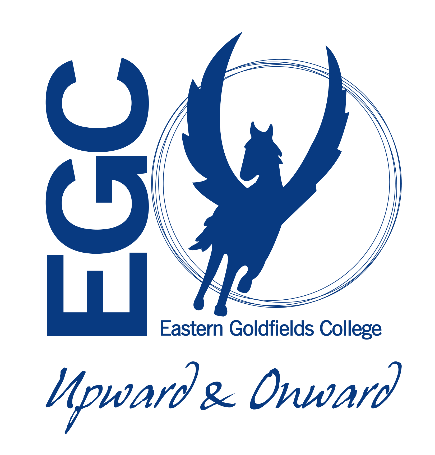 EGC
Eastern Goldfields College
Upward & Onward